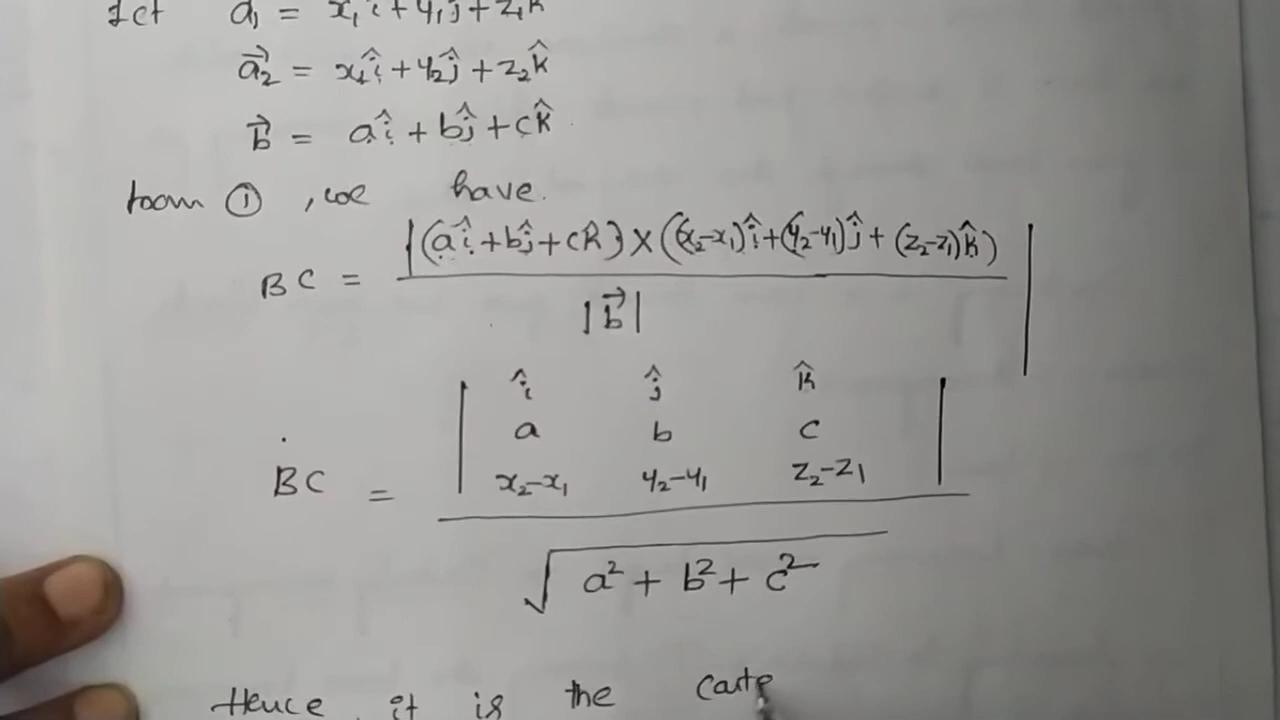 Let a₁ = x₁î + y₁ĵ + z₁k̂
a⃗₂ = x₂î + y₂ĵ + z₂k̂
b⃗ = aî + bĵ + ck̂
from ①, we have.
BC = |(aî + bĵ + ck̂) × ((x₂-x₁)î + (y₂-y₁)ĵ + (z₂-z₁)k̂)|
|b⃗|
î ĵ k̂
a b c
BC = x₂-x₁ y₂-y₁ z₂-z₁
√a² + b² + c²
Hence, it is the carte